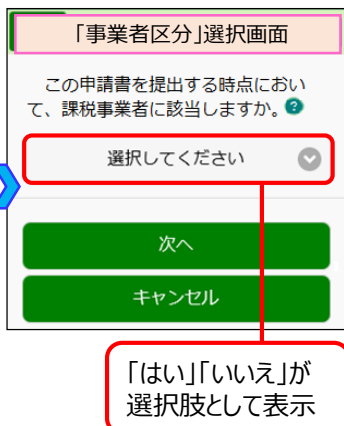 「事業者区分」選択画面
この申請書を提出する時点におい
て、課税事業者に該当しますか。?
選択してください
次へ
キャンセル
「はい」「いいえ」が
選択肢として表示